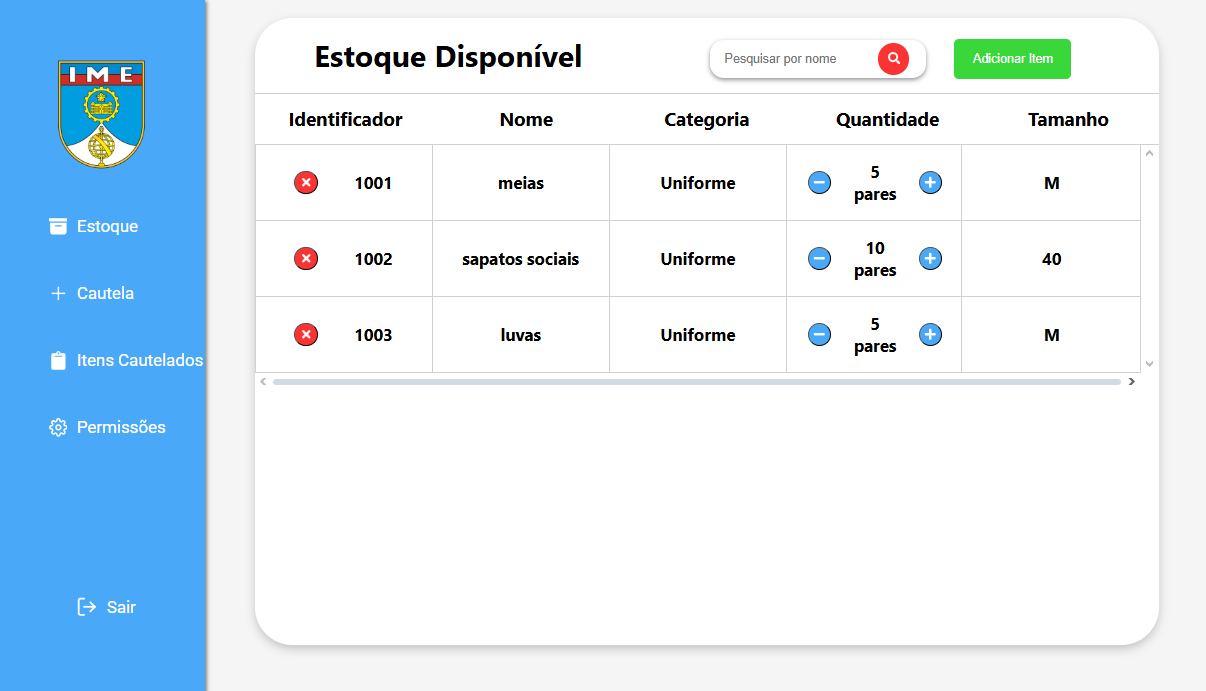 IME
Estoque
Cautela
Itens Cautelados
Permissões
Sair
Estoque Disponível
Pesquisar por nome
Adicionar Item
Identificador Nome Categoria Quantidade Tamanho
1001 meias Uniforme 5 pares M
1002 sapatos sociais Uniforme 10 pares 40
1003 luvas Uniforme 5 pares M